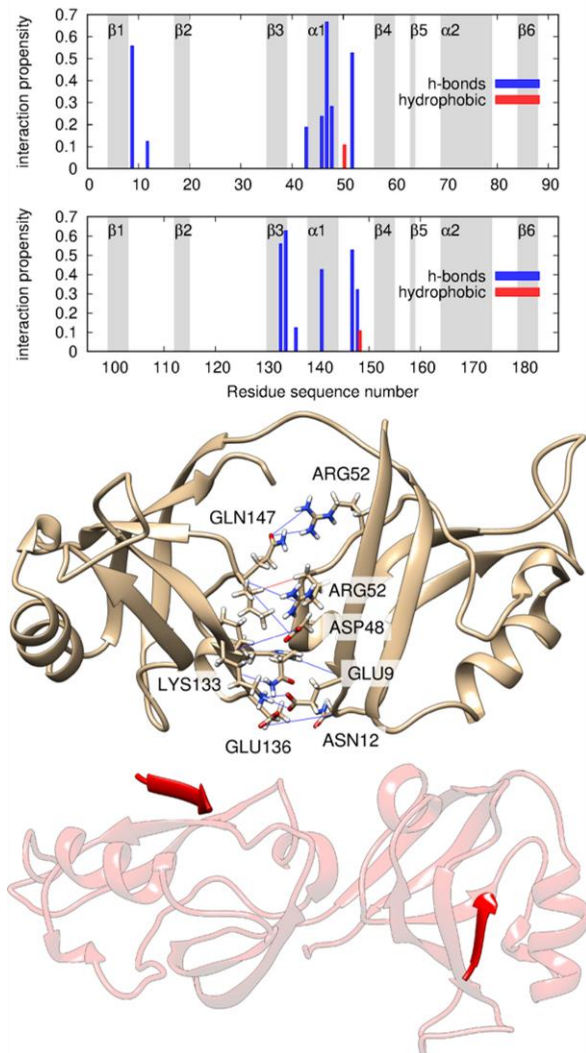 0.7
0.6
0.5
0.4
0.3
0.2
0.1
0
interaction propensity
β1 β2 β3 α1 β4 β5 α2 β6
h-bonds
hydrophobic
0 10 20 30 40 50 60 70 80 90
0.7
0.6
0.5
0.4
0.3
0.2
0.1
0
interaction propensity
β1 β2 β3 α1 β4 β5 α2 β6
h-bonds
hydrophobic
100 110 120 130 140 150 160 170 180
Residue sequence number
ARG52
GLN147
ARG52
ASP48
LYS133
GLU9
GLU136
ASN12